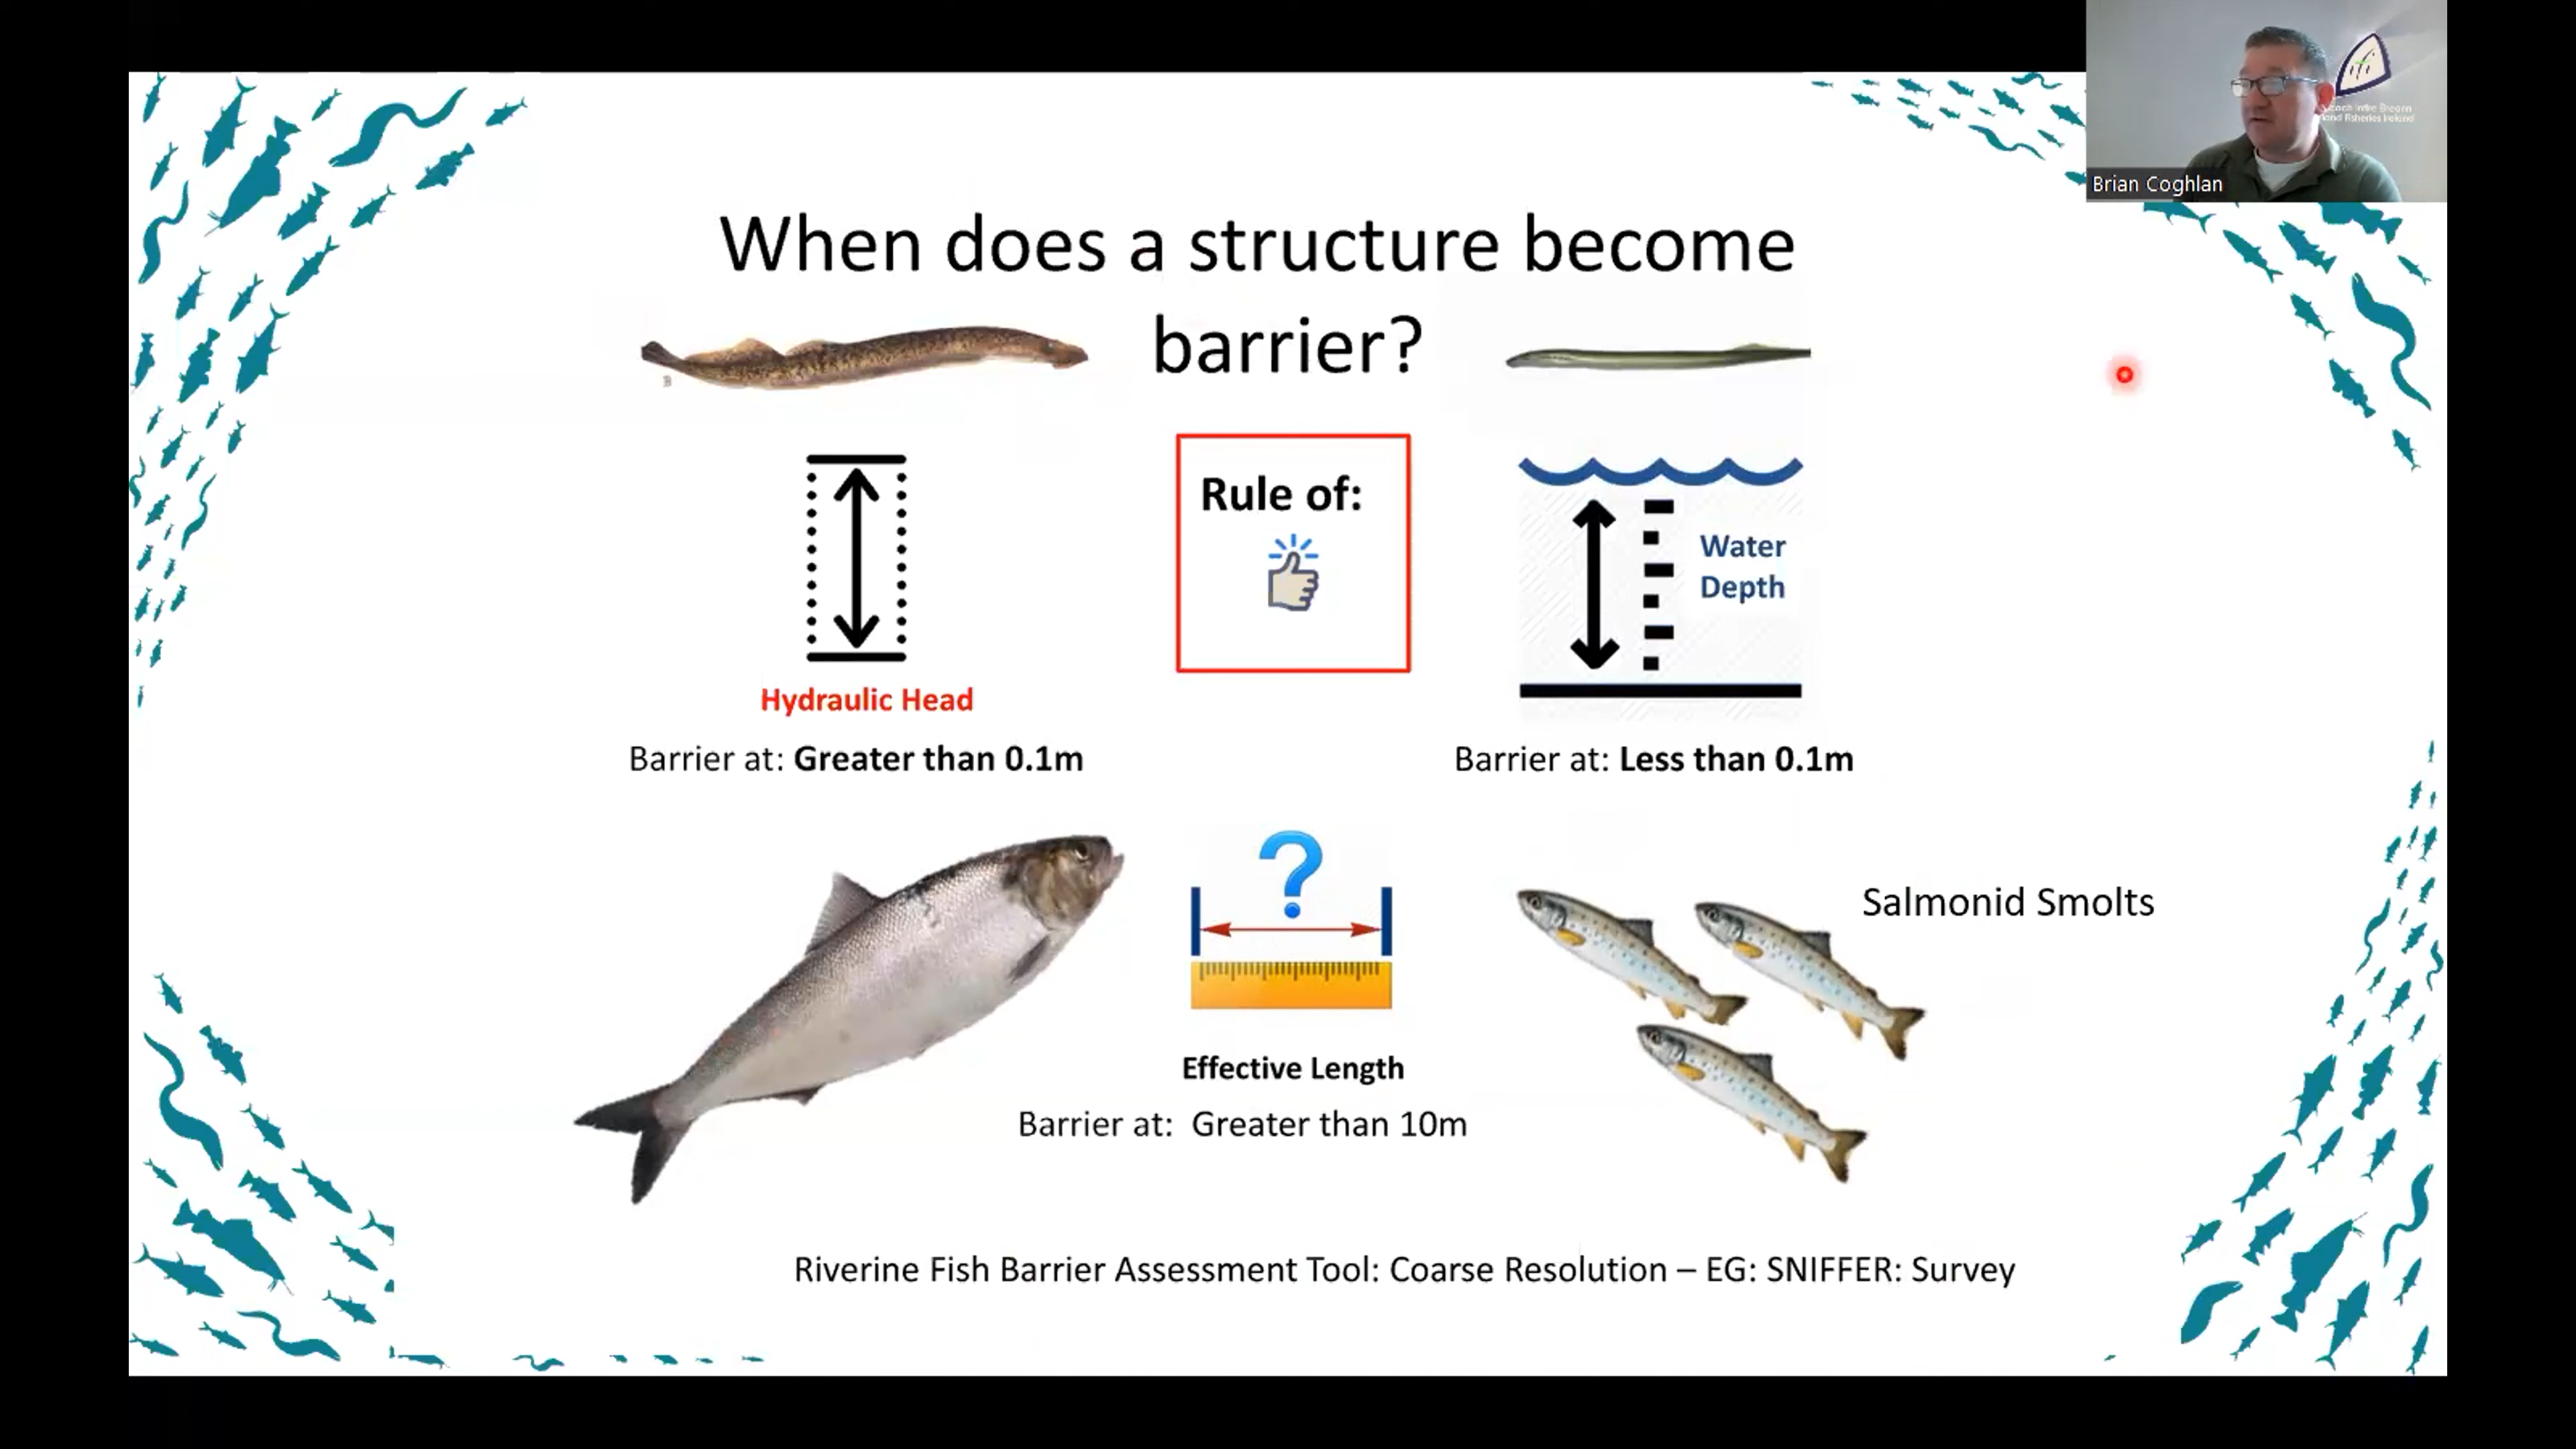 Brian Coghlan
When does a structure become
barrier?
Rule of:
Water
Depth
Hydraulic Head
Barrier at: Greater than 0.1m
Barrier at: Less than 0.1m
Salmonid Smolts
Effective Length
Barrier at: Greater than 10m
Riverine Fish Barrier Assessment Tool: Coarse Resolution – EG: SNIFFER: Survey